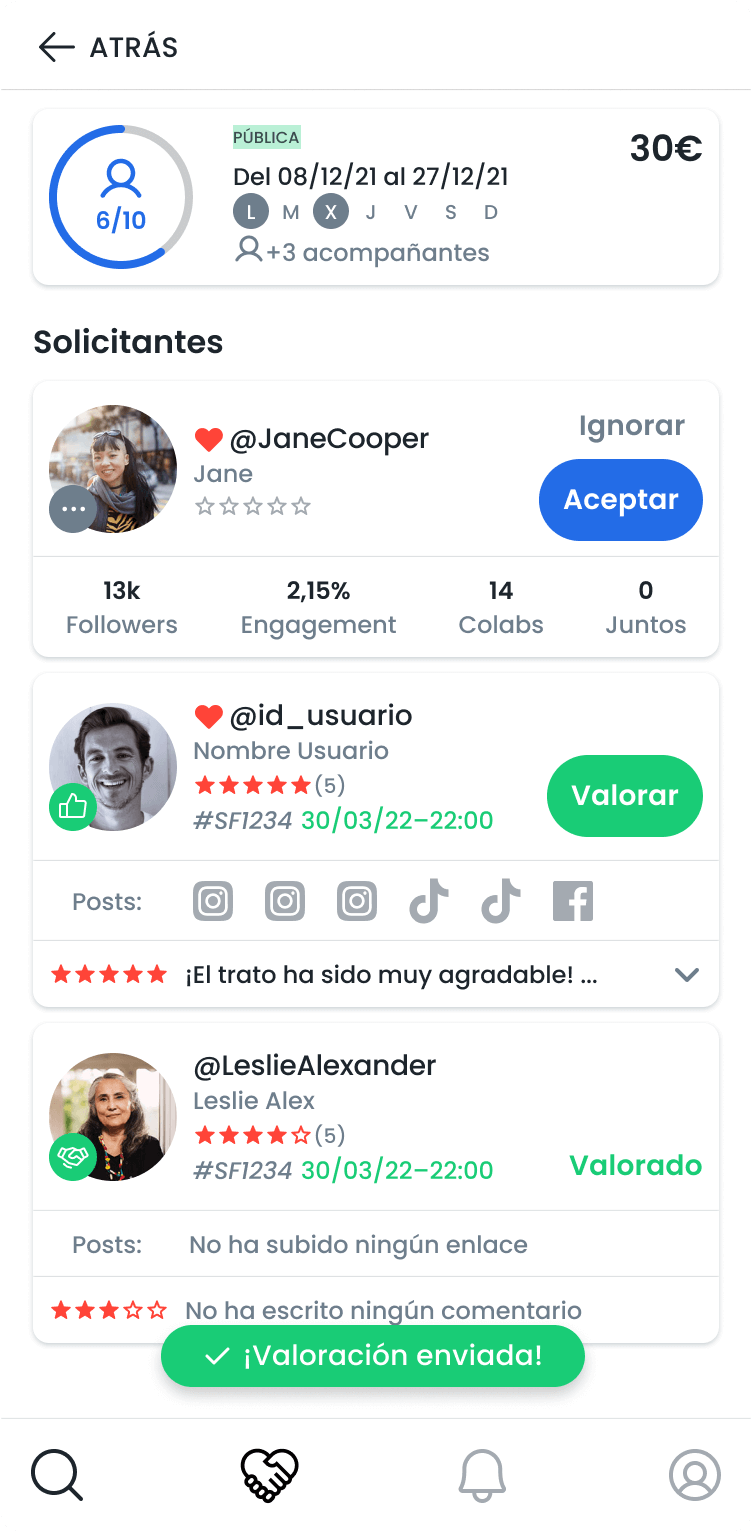 ATRÁS
PÚBLICA
30€
Del 08/12/21 al 27/12/21
6/10
L M X J V S D
+3 acompañantes
Solicitantes
@JaneCooper
Ignorar
Jane
Aceptar
13k 2,15% 14 0
Followers Engagement Colabs Juntos
@id_usuario
Nombre Usuario
(5)
Valorar
#SF1234 30/03/22–22:00
Posts:
¡El trato ha sido muy agradable! ...
@LeslieAlexander
Leslie Alex
(5)
#SF1234 30/03/22–22:00
Valorado
Posts: No ha subido ningún enlace
No ha escrito ningún comentario
¡Valoración enviada!